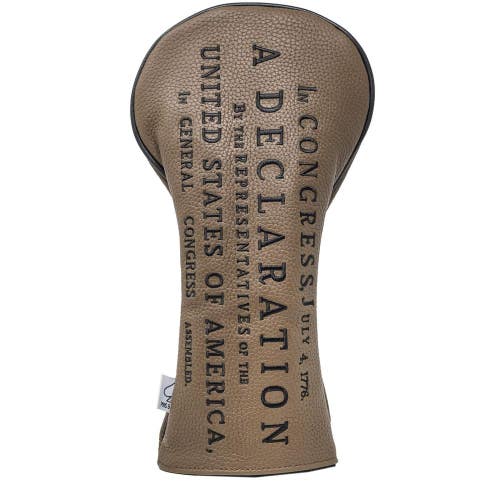 IN CONGRESS, JULY 4, 1776.
A DECLARATION
BY THE REPRESENTATIVES OF THE
UNITED STATES OF AMERICA,
IN GENERAL CONGRESS ASSEMBLED.